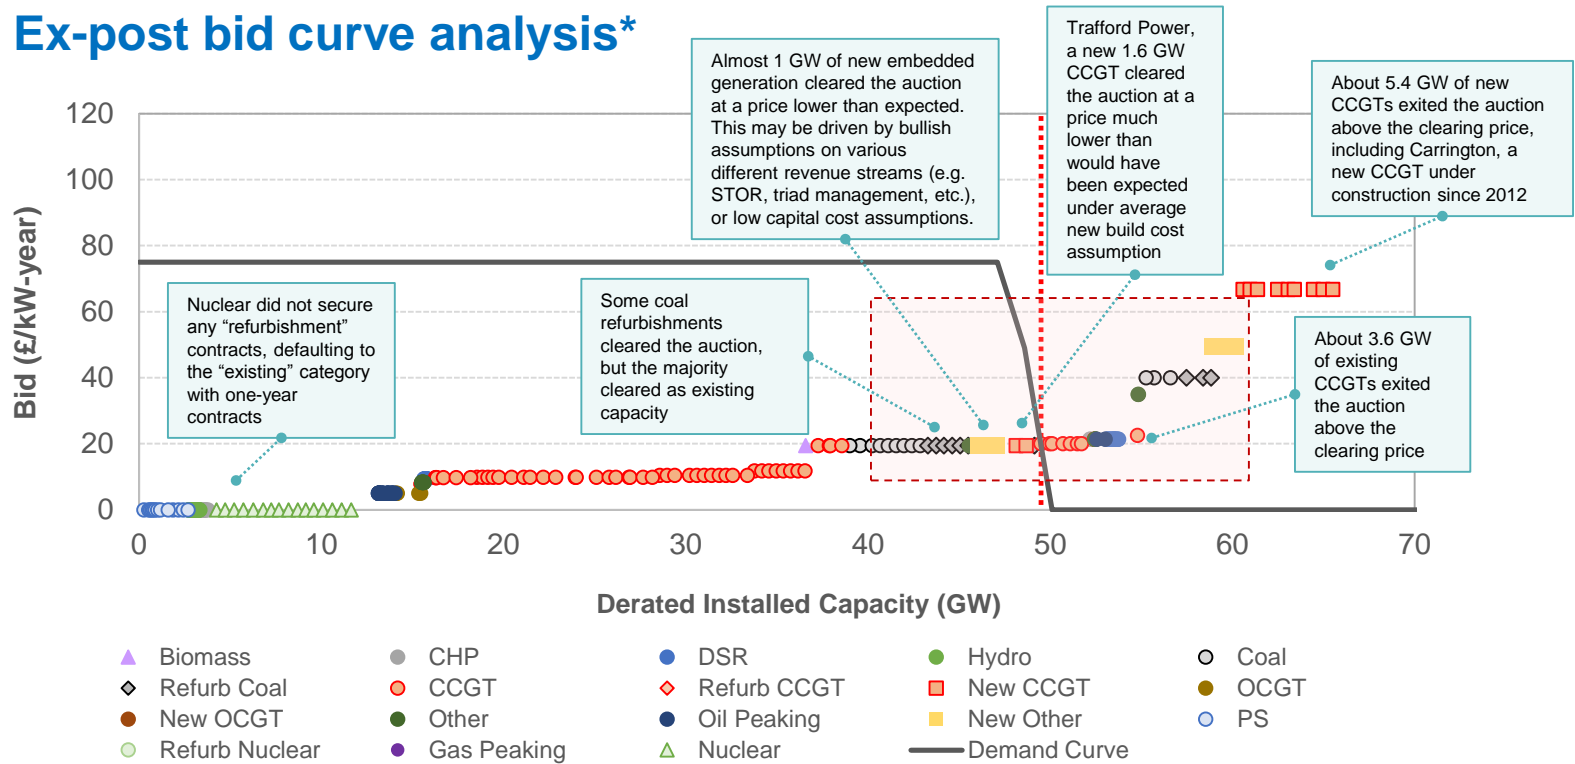 Ex-post bid curve analysis*
Almost 1 GW of new embedded
generation cleared the auction
at a price lower than expected.
This may be driven by bullish
assumptions on various
different revenue streams (e.g.
STOR, triad management, etc.),
or low capital cost assumptions.
Trafford Power,
a new 1.6 GW
CCGT cleared
the auction at a
price much
lower than
would have
been expected
under average
new build cost
assumption
About 5.4 GW of new
CCGTs exited the auction
above the clearing price,
including Carrington, a
new CCGT under
construction since 2012
Nuclear did not secure
any “refurbishment”
contracts, defaulting to
the “existing” category
with one-year
contracts
Some coal
refurbishments
cleared the auction,
but the majority
cleared as existing
capacity
About 3.6 GW
of existing
CCGTs exited
the auction
above the
clearing price
Bid (£/kW-year)
120
100
80
60
40
20
0
0 10 20 30 40 50 60 70
Derated Installed Capacity (GW)
Biomass CHP DSR Hydro Coal
Refurb Coal CCGT Refurb CCGT New CCGT OCGT
New OCGT Other Oil Peaking New Other PS
Refurb Nuclear Gas Peaking Nuclear Demand Curve